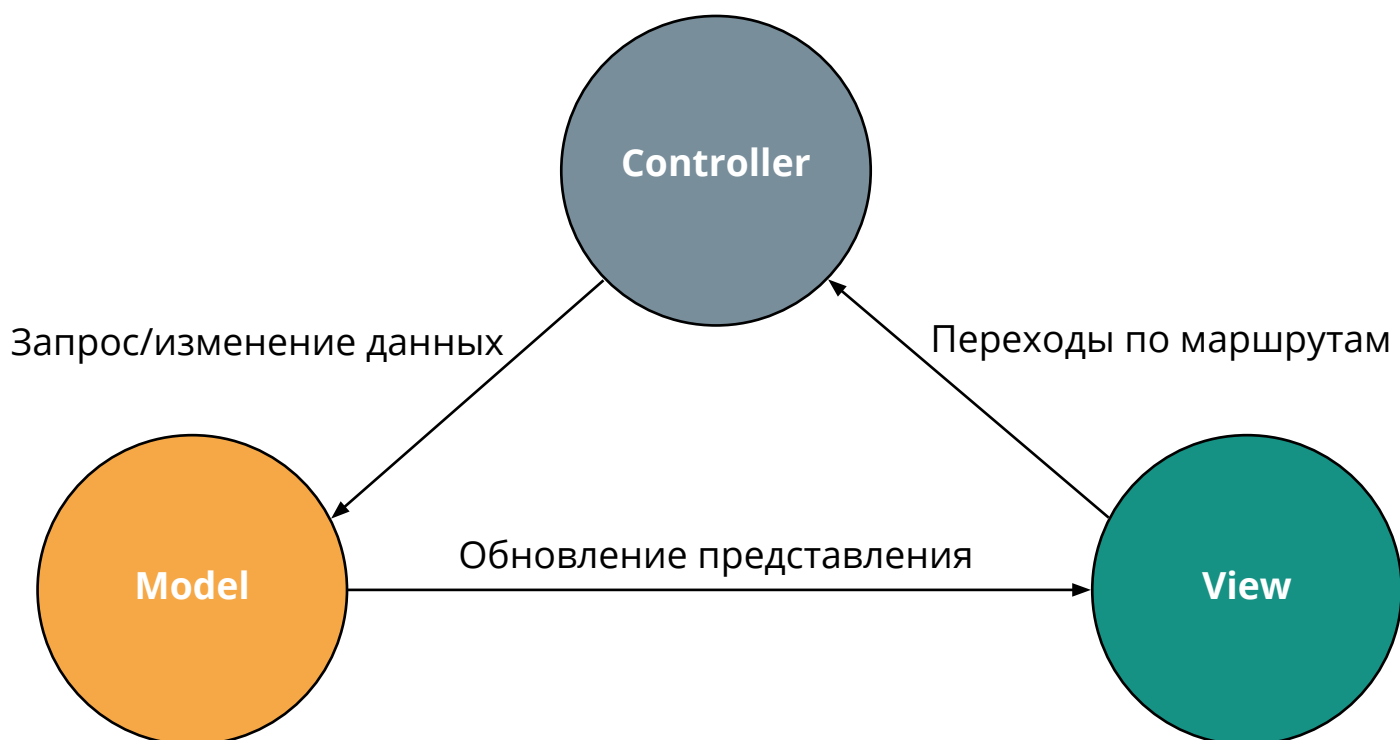 Controller
Запрос/изменение данных
Переходы по маршрутам
Обновление представления
Model
View